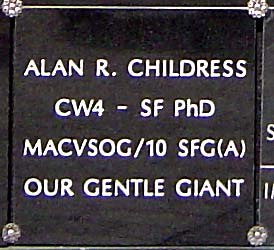 ALAN R. CHILDRESS
CW4 - SF PhD
MACVSOG/10 SFG(A)
OUR GENTLE GIANT